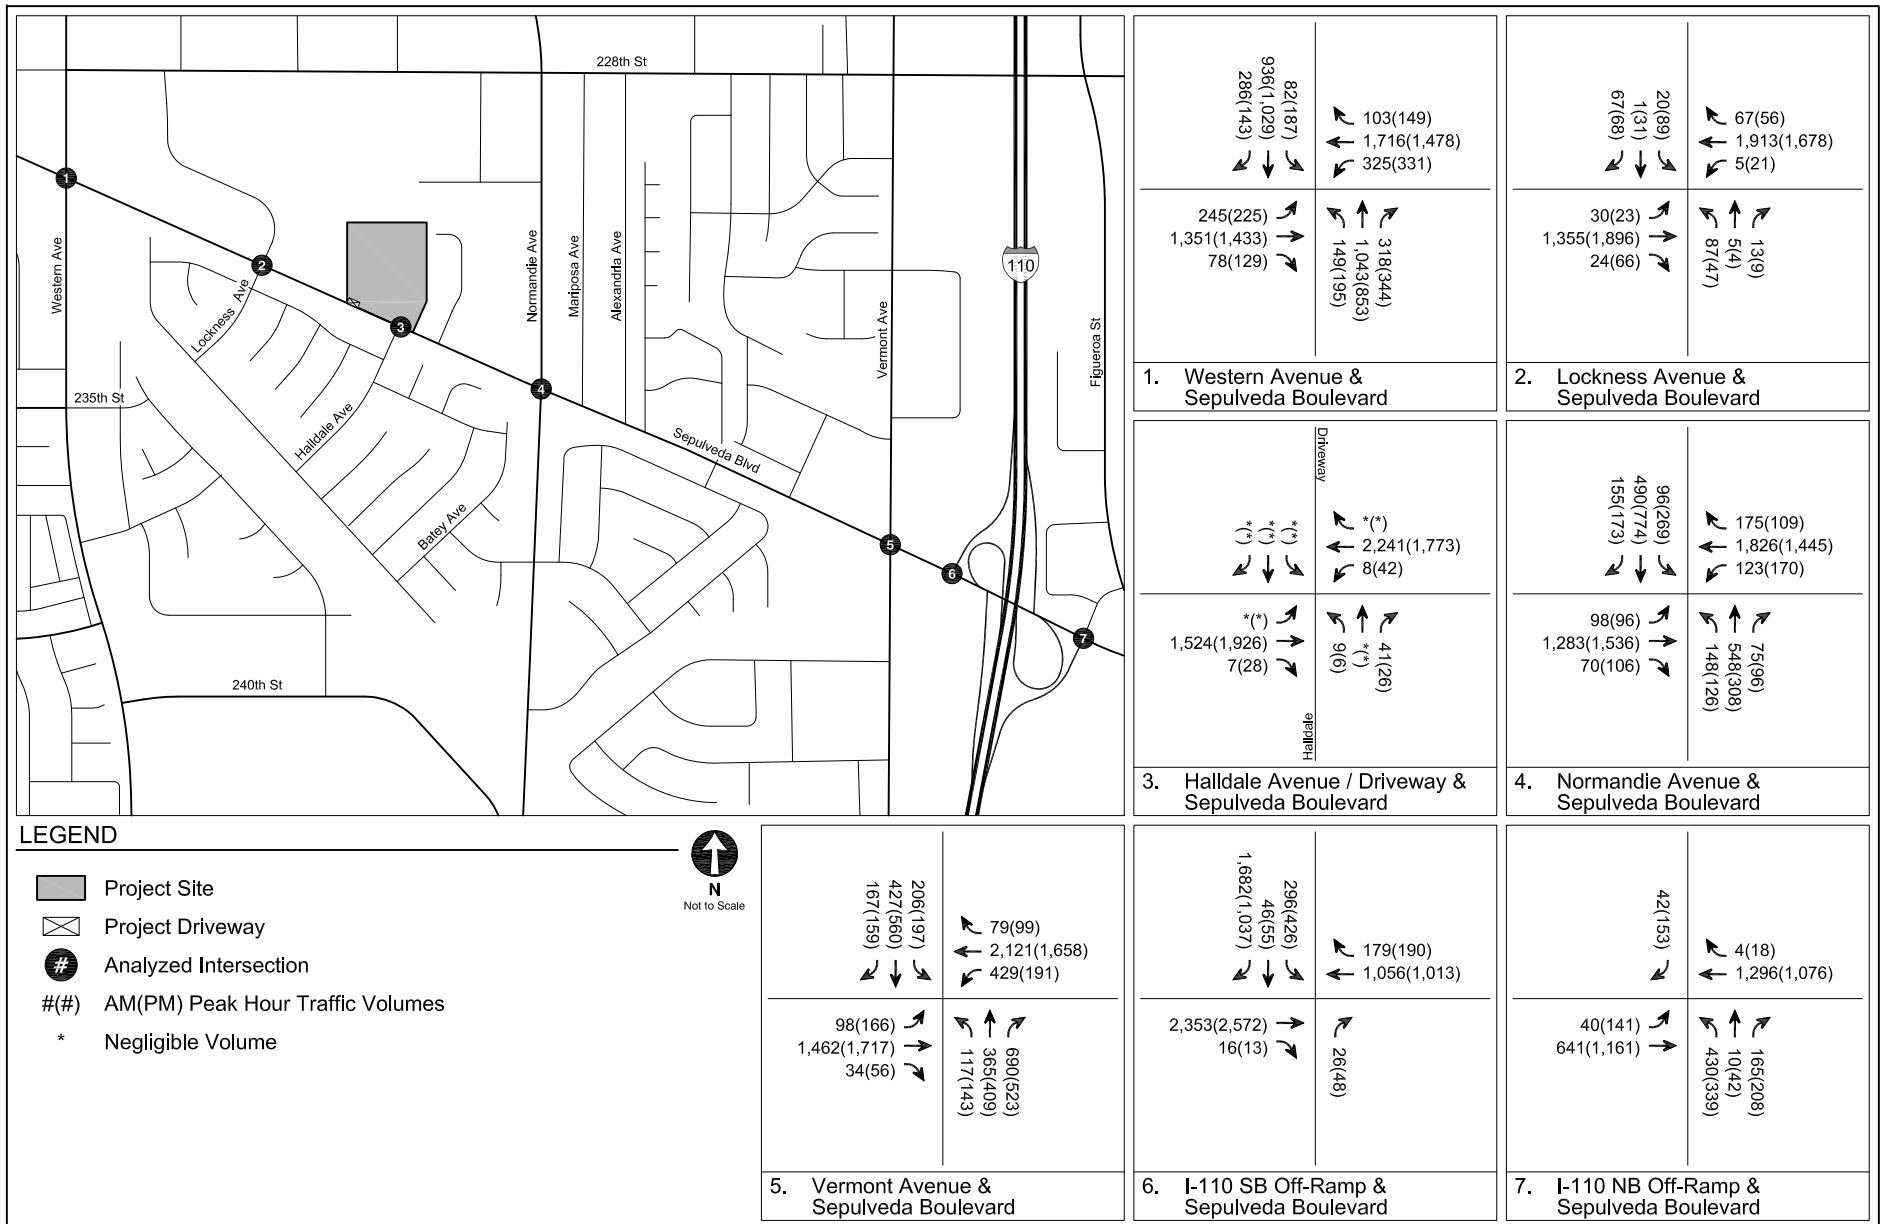 228th St
Western Ave
1
2
Lockness Ave
3
Normandie Ave
Mariposa Ave
Alexandria Ave
Vermont Ave
110
Figueroa St
4
235th St
Halldale Ave
Sepulveda Blvd
Batey Ave
5
6
7
240th St
286(143)
936(1,029)
82(187)
103(149)
1,716(1,478)
325(331)
245(225)
1,351(1,433)
78(129)
149(195)
1,043(853)
318(344)
1. Western Avenue &
Sepulveda Boulevard
67(68)
1(31)
20(89)
67(56)
1,913(1,678)
5(21)
30(23)
1,355(1,896)
24(66)
87(47)
5(4)
13(9)
2. Lockness Avenue &
Sepulveda Boulevard
Driveway
*(*)
*(*)
*(*)
*(*)
2,241(1,773)
8(42)
*(*)
1,524(1,926)
7(28)
9(6)
*(*)
41(26)
Halldale
3. Halldale Avenue / Driveway &
Sepulveda Boulevard
155(173)
490(774)
96(269)
175(109)
1,826(1,445)
123(170)
98(96)
1,283(1,536)
70(106)
148(126)
548(308)
75(96)
4. Normandie Avenue &
Sepulveda Boulevard
LEGEND
Project Site
Project Driveway
# Analyzed Intersection
#(#) AM(PM) Peak Hour Traffic Volumes
* Negligible Volume
N
Not to Scale
167(159)
427(560)
206(197)
79(99)
2,121(1,658)
429(191)
98(166)
1,462(1,717)
34(56)
117(143)
365(409)
690(523)
5. Vermont Avenue &
Sepulveda Boulevard
1,682(1,037)
46(55)
296(426)
179(190)
1,056(1,013)
2,353(2,572)
16(13)
26(48)
6. I-110 SB Off-Ramp &
Sepulveda Boulevard
42(153)
4(18)
1,296(1,076)
40(141)
641(1,161)
430(339)
10(42)
165(208)
7. I-110 NB Off-Ramp &
Sepulveda Boulevard